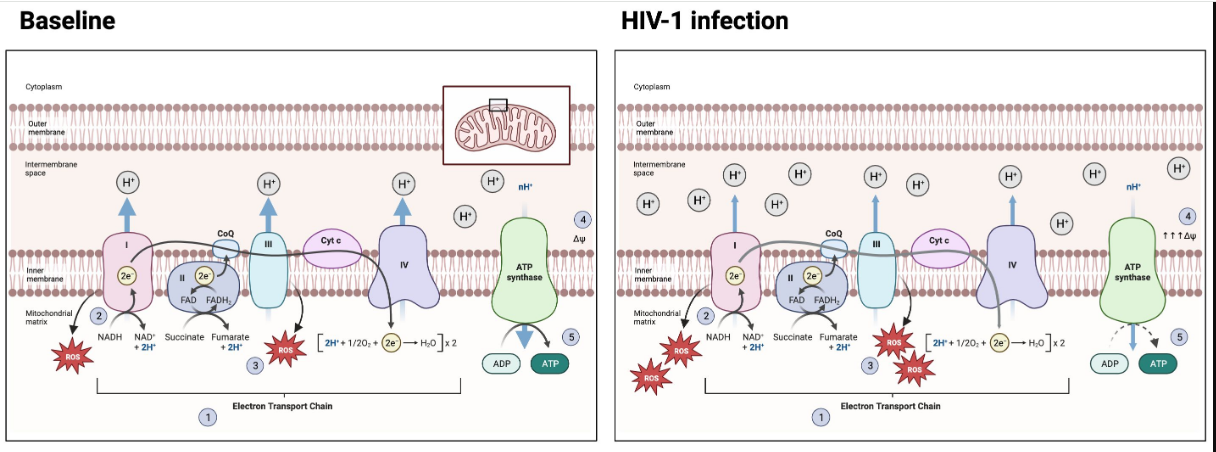 Baseline
Cytoplasm
Outer
membrane
Intermembrane
space
H⁺
H⁺
H⁺
H⁺
nH⁺
H⁺
4
Δψ
I
CoQ
III
Cyt c
IV
ATP
synthase
Inner
membrane
2e⁻
II
2e⁻
FAD
FADH₂
Mitochondrial
matrix
2
NADH
NAD⁺
+ 2H⁺
Succinate
Fumarate
+ 2H⁺
ROS
3
ROS
[2H⁺ + 1/2O₂ + 2e⁻ → H₂O] x 2
5
ADP
ATP
Electron Transport Chain
1
HIV-1 infection
Cytoplasm
Outer
membrane
Intermembrane
space
H⁺
H⁺
H⁺
H⁺
H⁺
H⁺
H⁺
H⁺
H⁺
H⁺
H⁺
nH⁺
4
↑↑↑Δψ
I
CoQ
III
Cyt c
IV
ATP
synthase
Inner
membrane
2e⁻
II
2e⁻
FAD
FADH₂
Mitochondrial
matrix
2
NADH
NAD⁺
+ 2H⁺
Succinate
Fumarate
+ 2H⁺
ROS
ROS
3
ROS
ROS
[2H⁺ + 1/2O₂ + 2e⁻ → H₂O] x 2
5
ADP
ATP
Electron Transport Chain
1